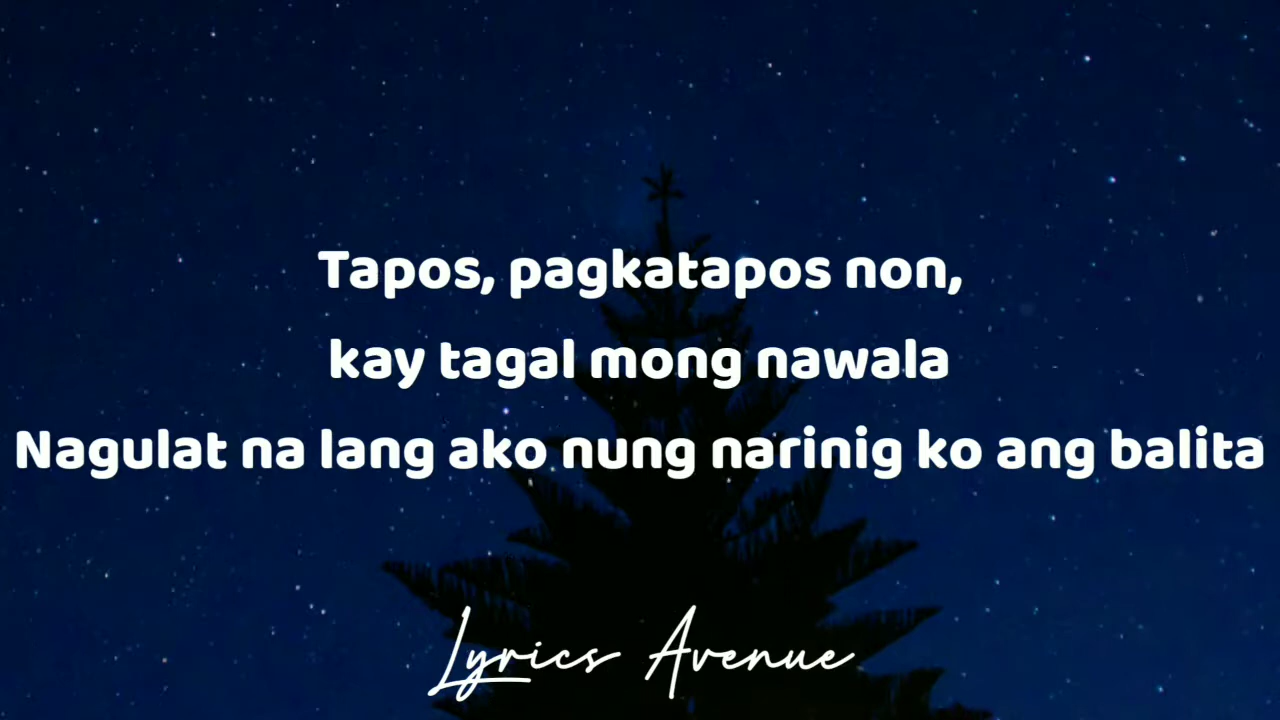 Tapos, pagkatapos non,
kay tagal mong nawala
Nagulat na lang ako nung narinig ko ang balita
Lyrics Avenue